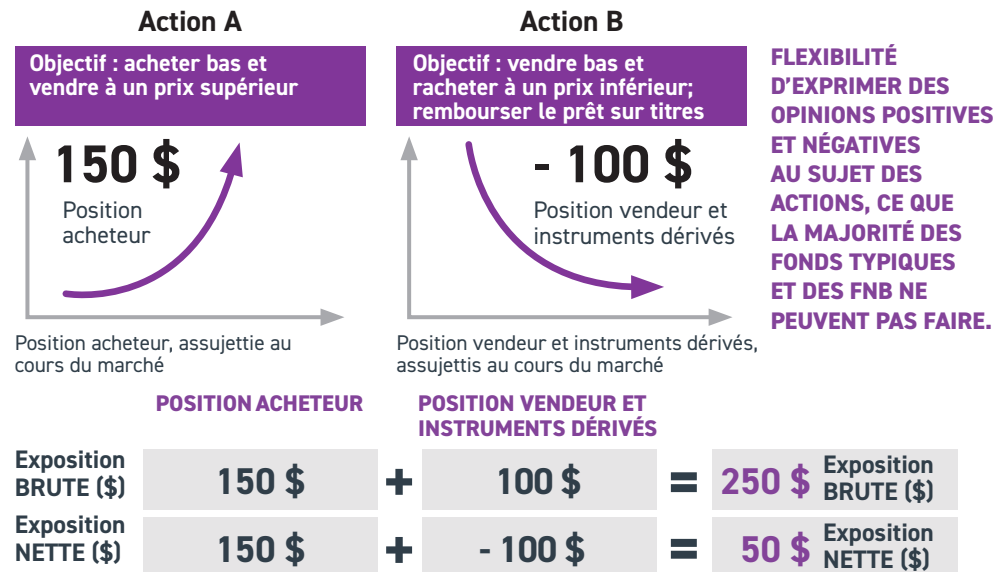 Action A
Objectif : acheter bas et
vendre à un prix supérieur
150 $
Position
acheteur
Position acheteur, assujettie au
cours du marché
Action B
Objectif : vendre bas et
racheter à un prix inférieur;
rembourser le prêt sur titres
- 100 $
Position vendeur et
instruments dérivés
Position vendeur et instruments dérivés,
assujettis au cours du marché
FLEXIBILITÉ
D’EXPRIMER DES
OPINIONS POSITIVES
ET NÉGATIVES
AU SUJET DES
ACTIONS, CE QUE
LA MAJORITÉ DES
FONDS TYPIQUES
ET DES FNB NE
PEUVENT PAS FAIRE.
POSITION ACHETEUR
POSITION VENDEUR ET
INSTRUMENTS DÉRIVÉS
Exposition
BRUTE ($)
150 $ + 100 $ = 250 $
Exposition
BRUTE ($)
Exposition
NETTE ($)
150 $ + - 100 $ = 50 $
Exposition
NETTE ($)